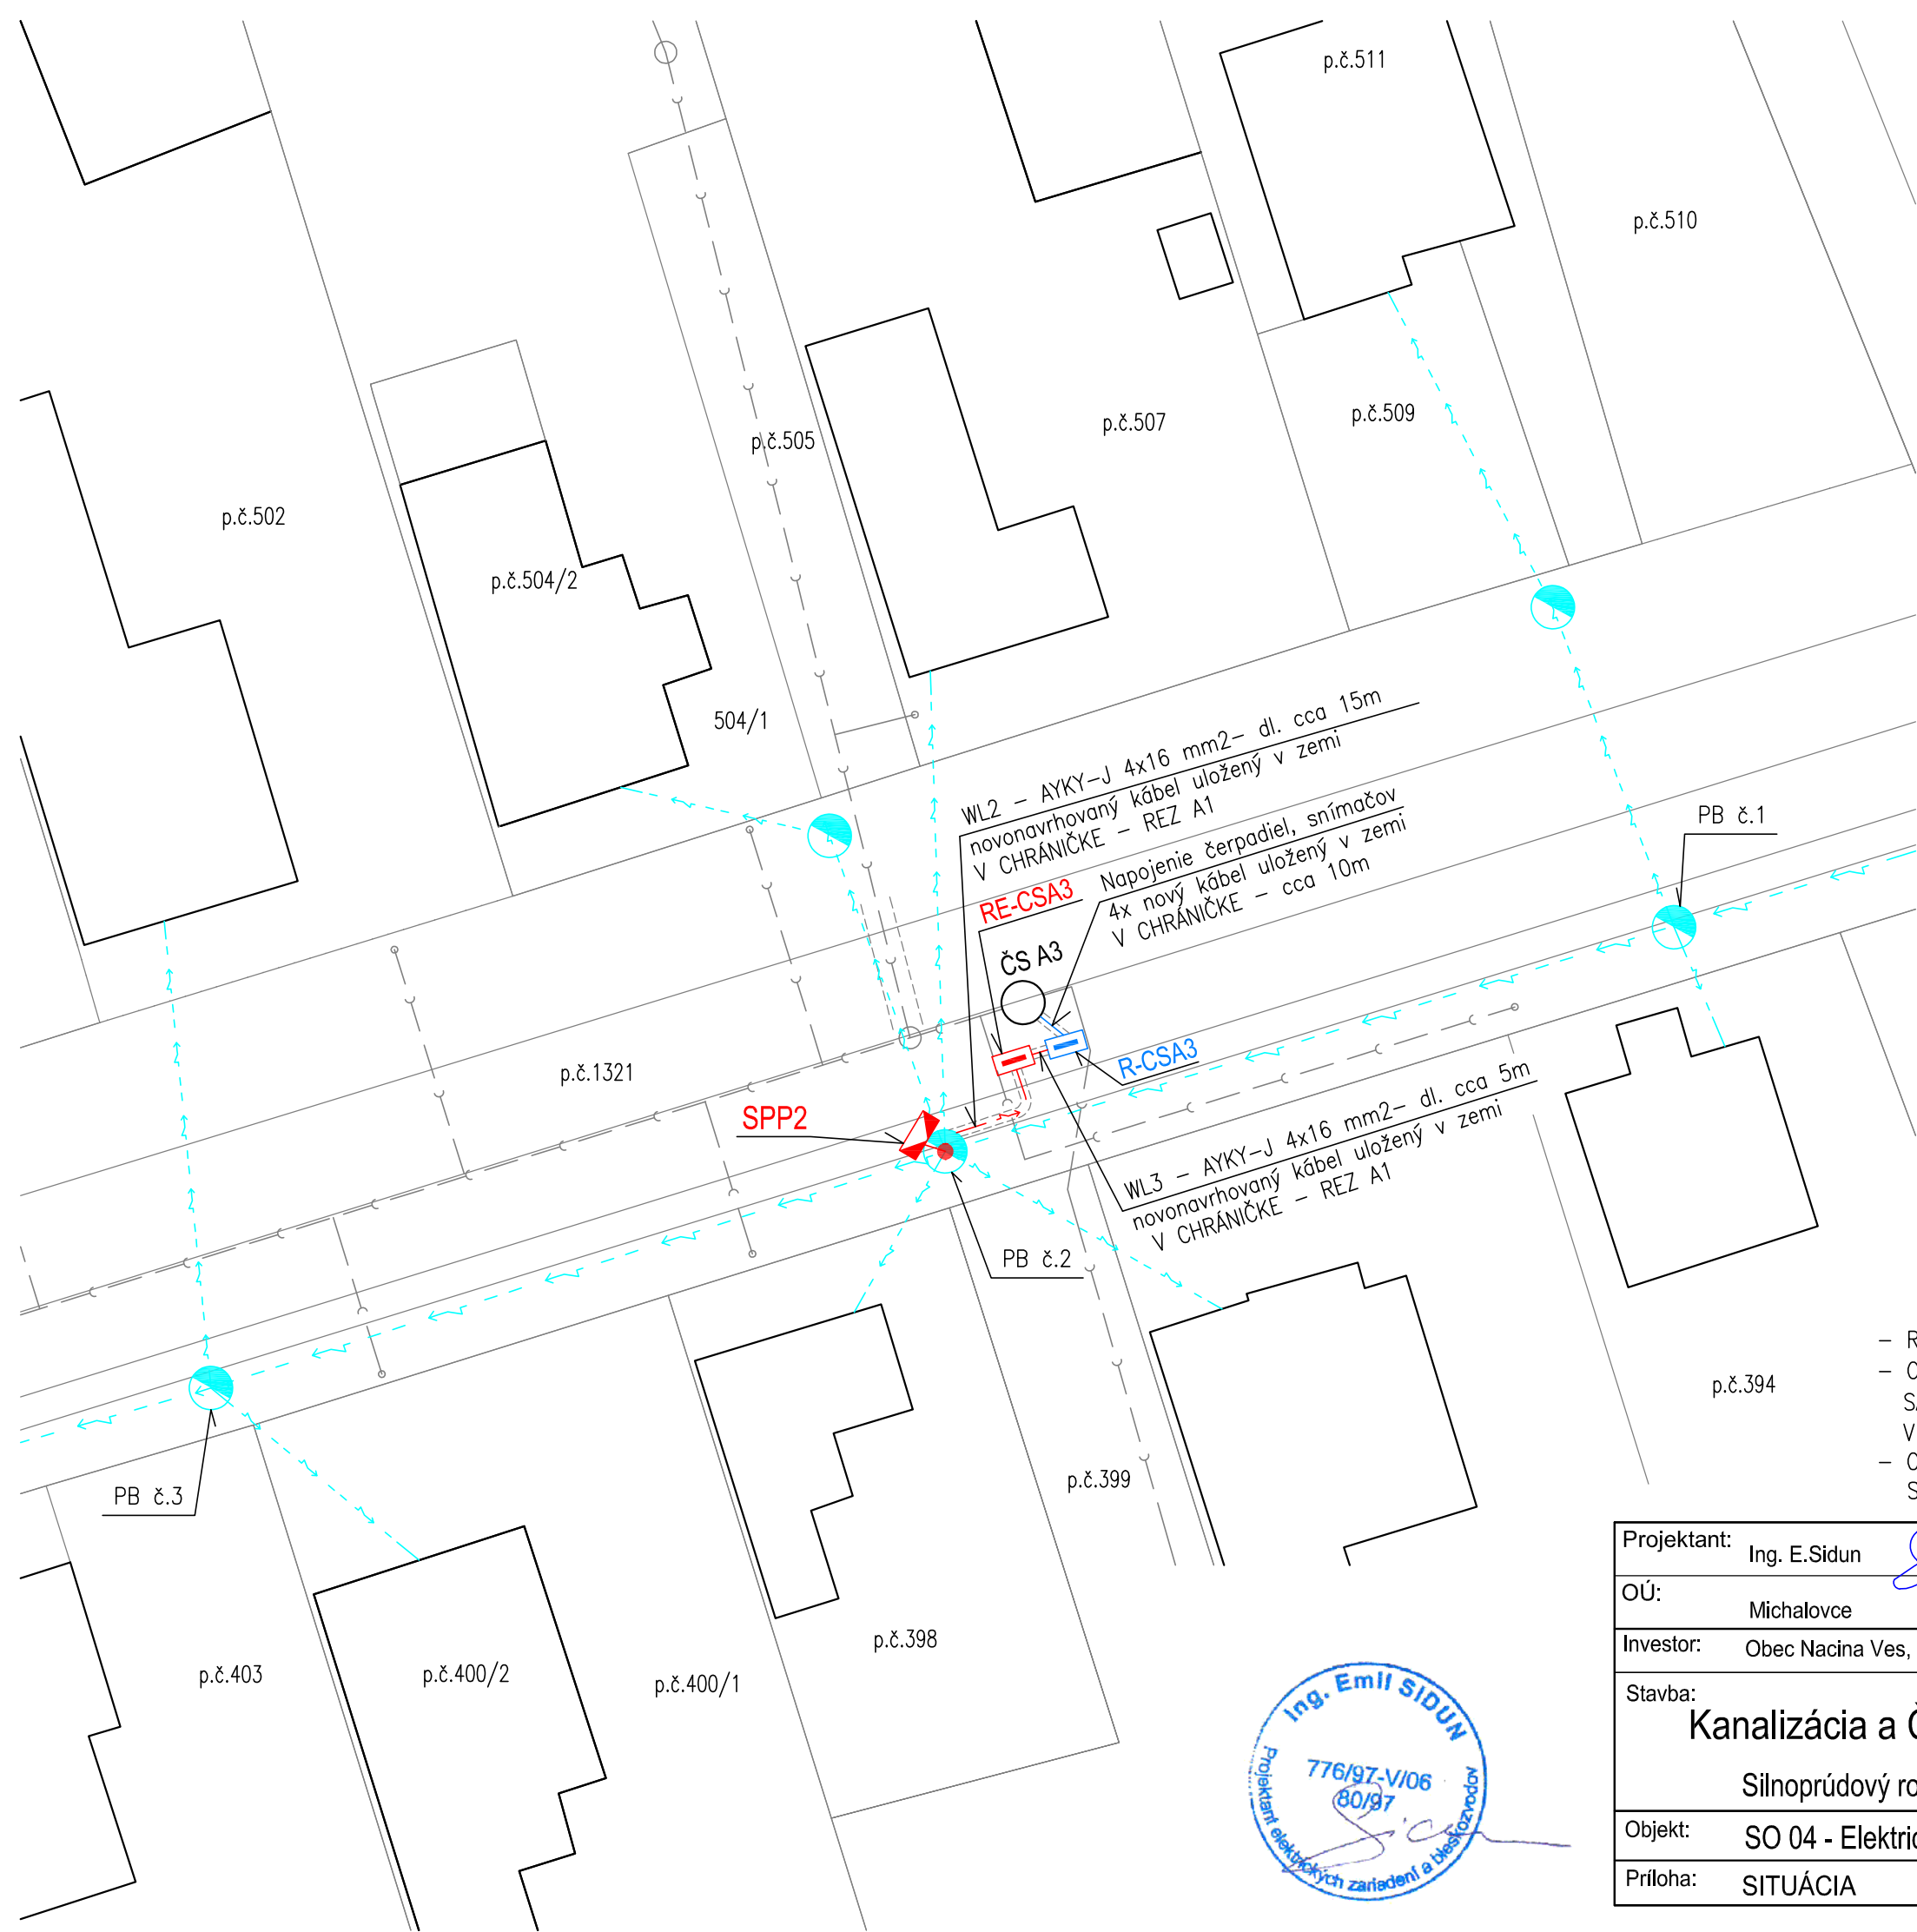 p.č.511
p.č.510
p.č.509
p.č.507
p.č.505
p.č.502
p.č.504/2
504/1
WL2 – AYKY–J 4x16 mm2– dl. cca 15m
novonavrhovaný kábel uložený v zemi
V CHRÁNIČKE – REZ A1
Napojenie čerpadiel, snímačov
4x nový kábel uložený v zemi
V CHRÁNIČKE – cca 10m
RE-CSA3
ČS A3
PB č.1
R-CSA3
p.č.1321
SPP2
WL3 – AYKY–J 4x16 mm2– dl. cca 5m
novonavrhovaný kábel uložený v zemi
V CHRÁNIČKE – REZ A1
PB č.2
PB č.3
p.č.394
p.č.399
p.č.398
p.č.403
p.č.400/2
p.č.400/1
– R
Projektant: Ing. E.Sidun
OÚ: Michalovce
Investor: Obec Nacina Ves,
Stavba:
Kanalizácia a Č
Silnoprúdový ro
Objekt: SO 04 - Elektric
Príloha: SITUÁCIA
Ing. Emil SIDUN
776/97-V/06
80/97
Projektant elektrických zariadení a bleskozvodov